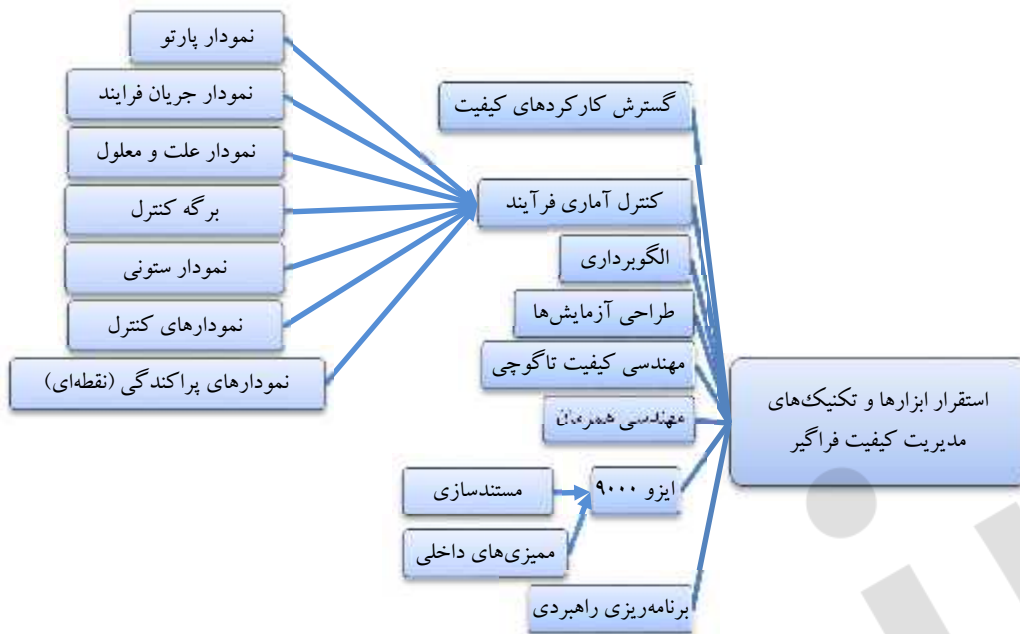 استقرار ابزارها و تکنیک‌های
مدیریت کیفیت فراگیر
گسترش کارکردهای کیفیت
کنترل آماری فرآیند
الگوبرداری
طراحی آزمایش‌ها
مهندسی کیفیت تاگوچی
مهندسی همزمان
ایزو ۹۰۰۰
برنامه‌ریزی راهبردی
نمودار پارتو
نمودار جریان فرایند
نمودار علت و معلول
برگه کنترل
نمودار ستونی
نمودارهای کنترل
نمودارهای پراکندگی (نقطه‌ای)
مستندسازی
ممیزی‌های داخلی